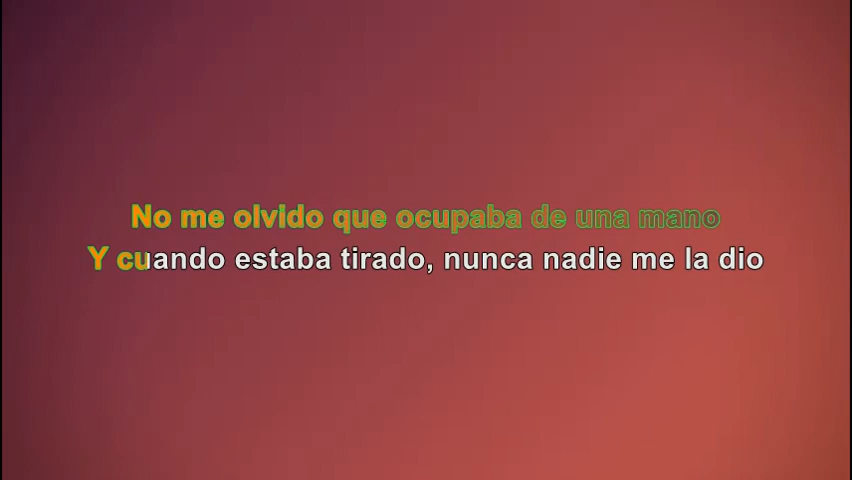 No me olvido que ocupaba de una mano
Y cuando estaba tirado, nunca nadie me la dio